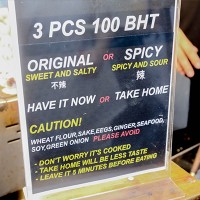 3 PCS 100 BHT
ORIGINAL OR SPICY
SWEET AND SALTY SPICY AND SOUR
不辣 辣
HAVE IT NOW OR TAKE HOME
CAUTION!
WHEAT FLOUR,SAKE,EEGS,GINGER,SEAFOOD,
SOY,GREEN ONION PLEASE AVOID
- DON'T WORRY IT'S COOKED
- TAKE HOME WILL BE LESS TASTE
- LEAVE IT 5 MINUTES BEFORE EATING